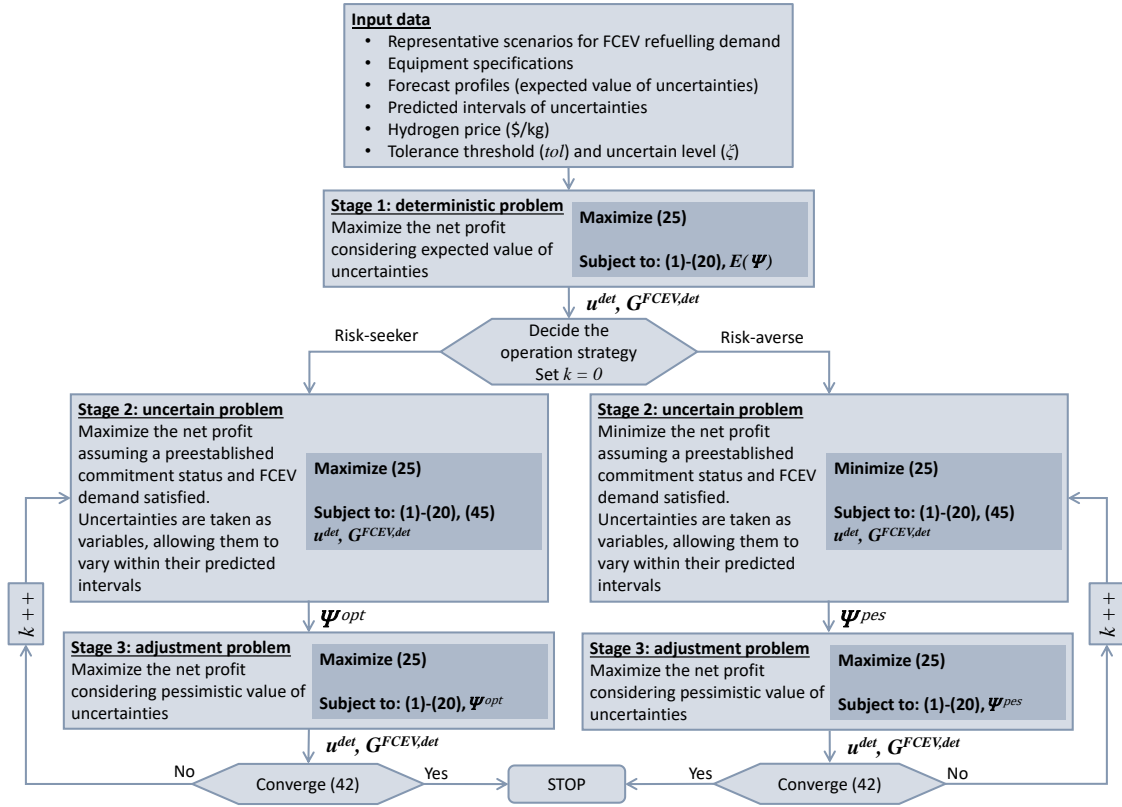 Input data
• Representative scenarios for FCEV refuelling demand
• Equipment specifications
• Forecast profiles (expected value of uncertainties)
• Predicted intervals of uncertainties
• Hydrogen price ($/kg)
• Tolerance threshold (tol) and uncertain level (ξ)
Stage 1: deterministic problem
Maximize the net profit
considering expected value of
uncertainties
Maximize (25)
Subject to: (1)-(20), E(Ψ)
u^det, G^FCEV,det
Decide the
operation strategy
Set k = 0
Risk-seeker
Risk-averse
Stage 2: uncertain problem
Maximize the net profit
assuming a preestablished
commitment status and FCEV
demand satisfied.
Uncertainties are taken as
variables, allowing them to
vary within their predicted
intervals
Maximize (25)
Subject to: (1)-(20), (45)
u^det, G^FCEV,det
Ψ^opt
k ++
Stage 3: adjustment problem
Maximize the net profit
considering pessimistic value of
uncertainties
Maximize (25)
Subject to: (1)-(20), Ψ^opt
u^det, G^FCEV,det
No
Converge (42)
Yes
STOP
Stage 2: uncertain problem
Minimize the net profit
assuming a preestablished
commitment status and FCEV
demand satisfied.
Uncertainties are taken as
variables, allowing them to
vary within their predicted
intervals
Minimize (25)
Subject to: (1)-(20), (45)
u^det, G^FCEV,det
Ψ^pes
k ++
Stage 3: adjustment problem
Maximize the net profit
considering pessimistic value of
uncertainties
Maximize (25)
Subject to: (1)-(20), Ψ^pes
u^det, G^FCEV,det
Yes
Converge (42)
No